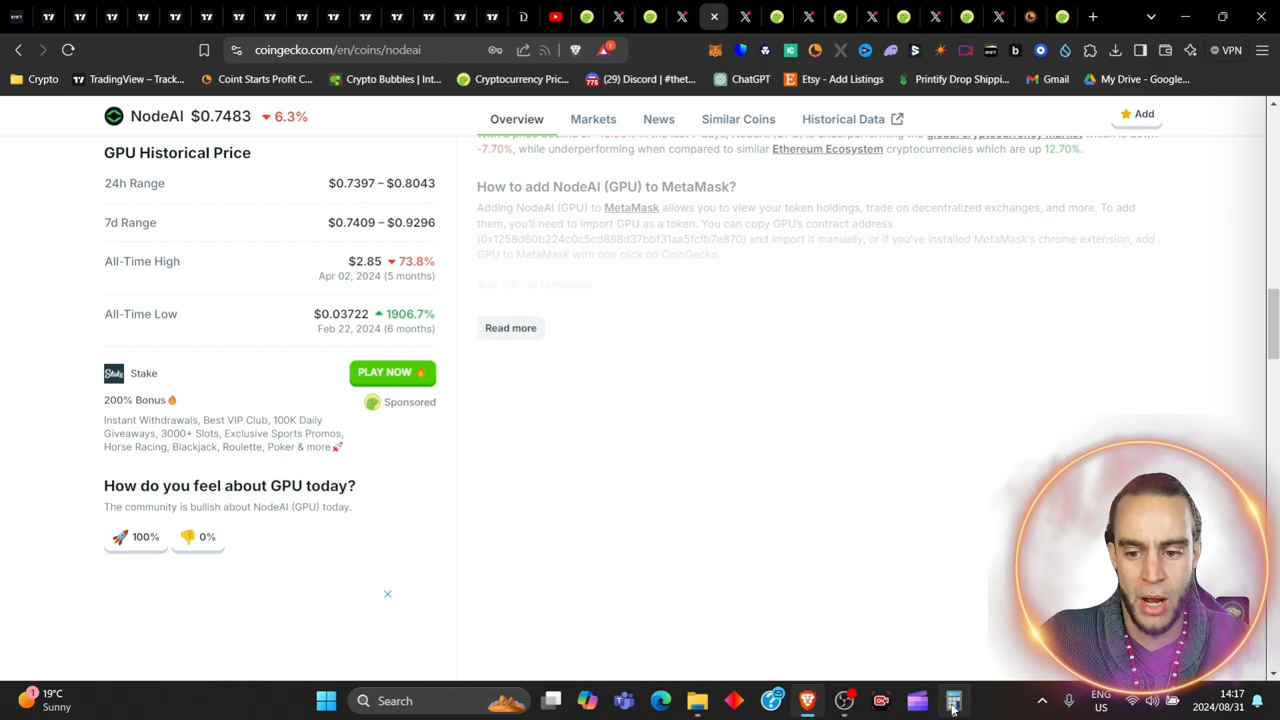 coingecko.com/en/coins/nodeai
1
VPN
Crypto
TradingView – Track...
Coint Starts Profit C...
Crypto Bubbles | Int...
Cryptocurrency Pric...
(29) Discord | #thet...
ChatGPT
Etsy - Add Listings
Printify Drop Shippi...
Gmail
My Drive - Google...
NodeAI $0.7483 6.3%
Overview
Markets
News
Similar Coins
Historical Data
Add
GPU Historical Price
24h Range $0.7397 – $0.8043
7d Range $0.7409 – $0.9296
All-Time High $2.85 73.8%
Apr 02, 2024 (5 months)
All-Time Low $0.03722 1906.7%
Feb 22, 2024 (6 months)
Stake
Stake
PLAY NOW 🔥
200% Bonus🔥
Sponsored
Instant Withdrawals, Best VIP Club, 100K Daily
Giveaways, 3000+ Slots, Exclusive Sports Promos,
Horse Racing, Blackjack, Roulette, Poker & more🚀
How do you feel about GPU today?
The community is bullish about NodeAI (GPU) today.
🚀 100%
👎 0%
-7.70%, while underperforming when compared to similar Ethereum Ecosystem cryptocurrencies which are up 12.70%.
How to add NodeAI (GPU) to MetaMask?
Adding NodeAI (GPU) to MetaMask allows you to view your token holdings, trade on decentralized exchanges, and more. To add
them, you'll need to import GPU as a token. You can copy GPU's contract address
(0x1258d60b224c0c5cd888d37bbf31aa5fcfb7e870) and import it manually, or if you've installed MetaMask's chrome extension, add
GPU to MetaMask with one click on CoinGecko.
Add GPU to MetaMask
Read more
1
19°C
Sunny
Search
ENG
US
14:17
2024/08/31